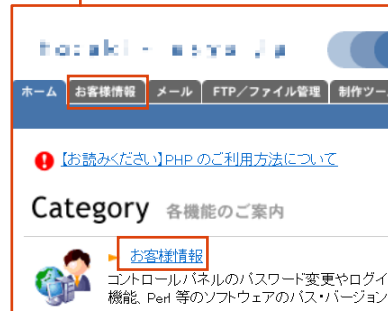 ホーム お客様情報 メール FTP/ファイル管理 制作ツー
【お読みください】PHP のご利用方法について
Category 各機能のご案内
お客様情報
コントロールパネルのパスワード変更やログイ
機能、Perl 等のソフトウェアのパス・バージョン